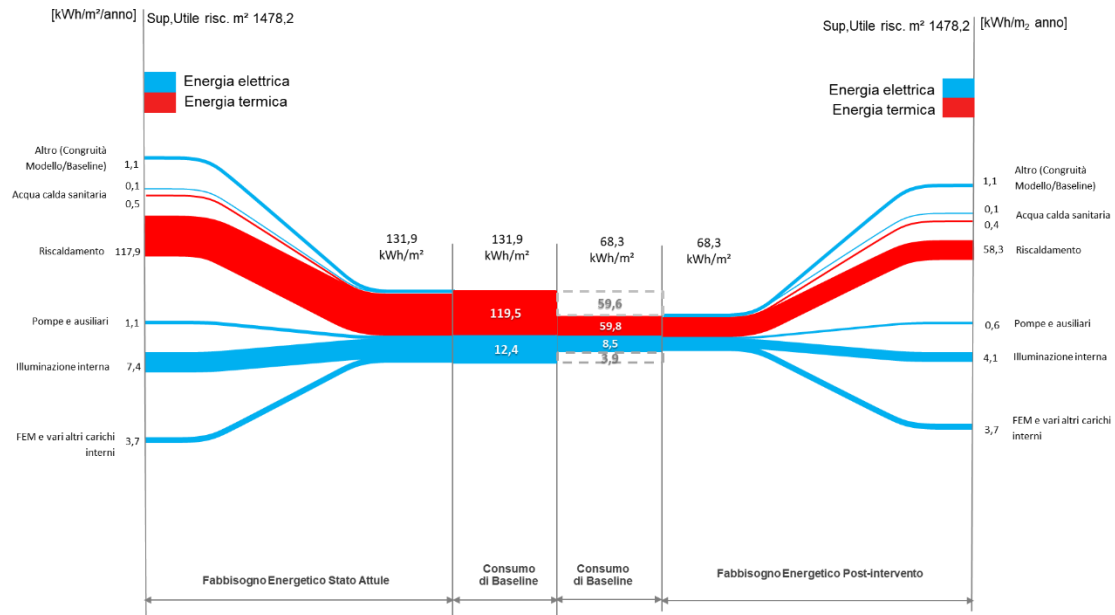 [kWh/m²/anno]
Sup,Utile risc. m² 1478,2
Sup,Utile risc. m² 1478,2
[kWh/m₂ anno]
Energia elettrica
Energia termica
Energia elettrica
Energia termica
Altro (Congruità
Modello/Baseline)
1,1
0,1
Acqua calda sanitaria
0,5
Riscaldamento
117,9
Pompe e ausiliari
1,1
Illuminazione interna
7,4
FEM e vari altri carichi
interni
3,7
131,9
kWh/m²
131,9
kWh/m²
68,3
kWh/m²
68,3
kWh/m²
119,5
12,4
59,6
59,8
8,5
3,9
1,1
Altro (Congruità
Modello/Baseline)
0,1
Acqua calda sanitaria
0,4
58,3
Riscaldamento
0,6
Pompe e ausiliari
4,1
Illuminazione interna
3,7
FEM e vari altri carichi
interni
Fabbisogno Energetico Stato Attule
Consumo
di Baseline
Consumo
di Baseline
Fabbisogno Energetico Post-intervento